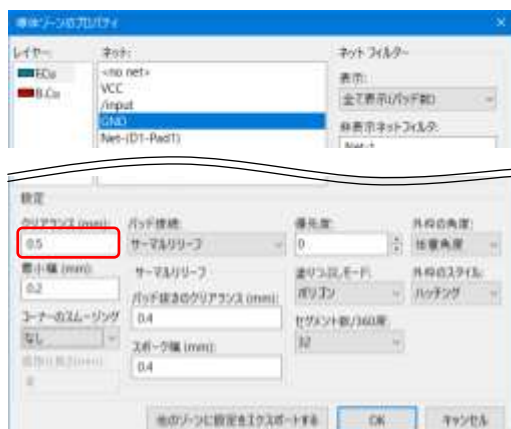 導体ゾーンのプロパティ
レイヤー: ネット: ネットフィルター
F.Cu <no net> 表示:
B.Cu VCC 全て表示(パッド数)
/input 非表示ネットフィルタ:
GND Net-?
Net-(D1-Pad1)
設定
クリアランス (mm): パッド接続: 優先度: 外枠の角度:
0.5 サーマルリリーフ 0 任意角度
最小幅 (mm): サーマルリリーフ 塗りつぶしモード: 外枠のスタイル:
0.2 パッド抜きのクリアランス (mm): ポリゴン ハッチング
コーナーのスムージング 0.4 セグメント数/360度:
なし スポーク幅 (mm): 32
0.4
他のゾーンに設定をエクスポートする OK キャンセル